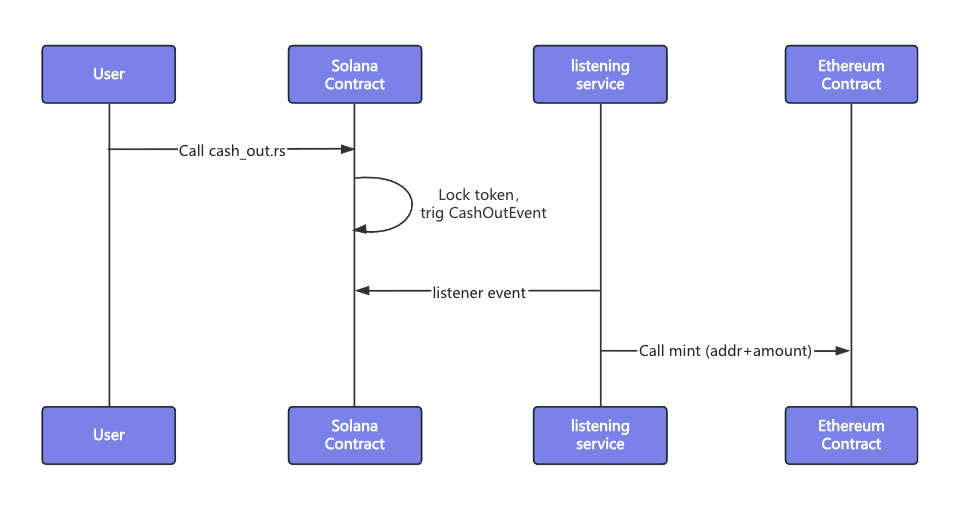 User
Solana
Contract
listening
service
Ethereum
Contract
Call cash_out.rs
Lock token，
trig CashOutEvent
listener event
Call mint (addr+amount)
User
Solana
Contract
listening
service
Ethereum
Contract